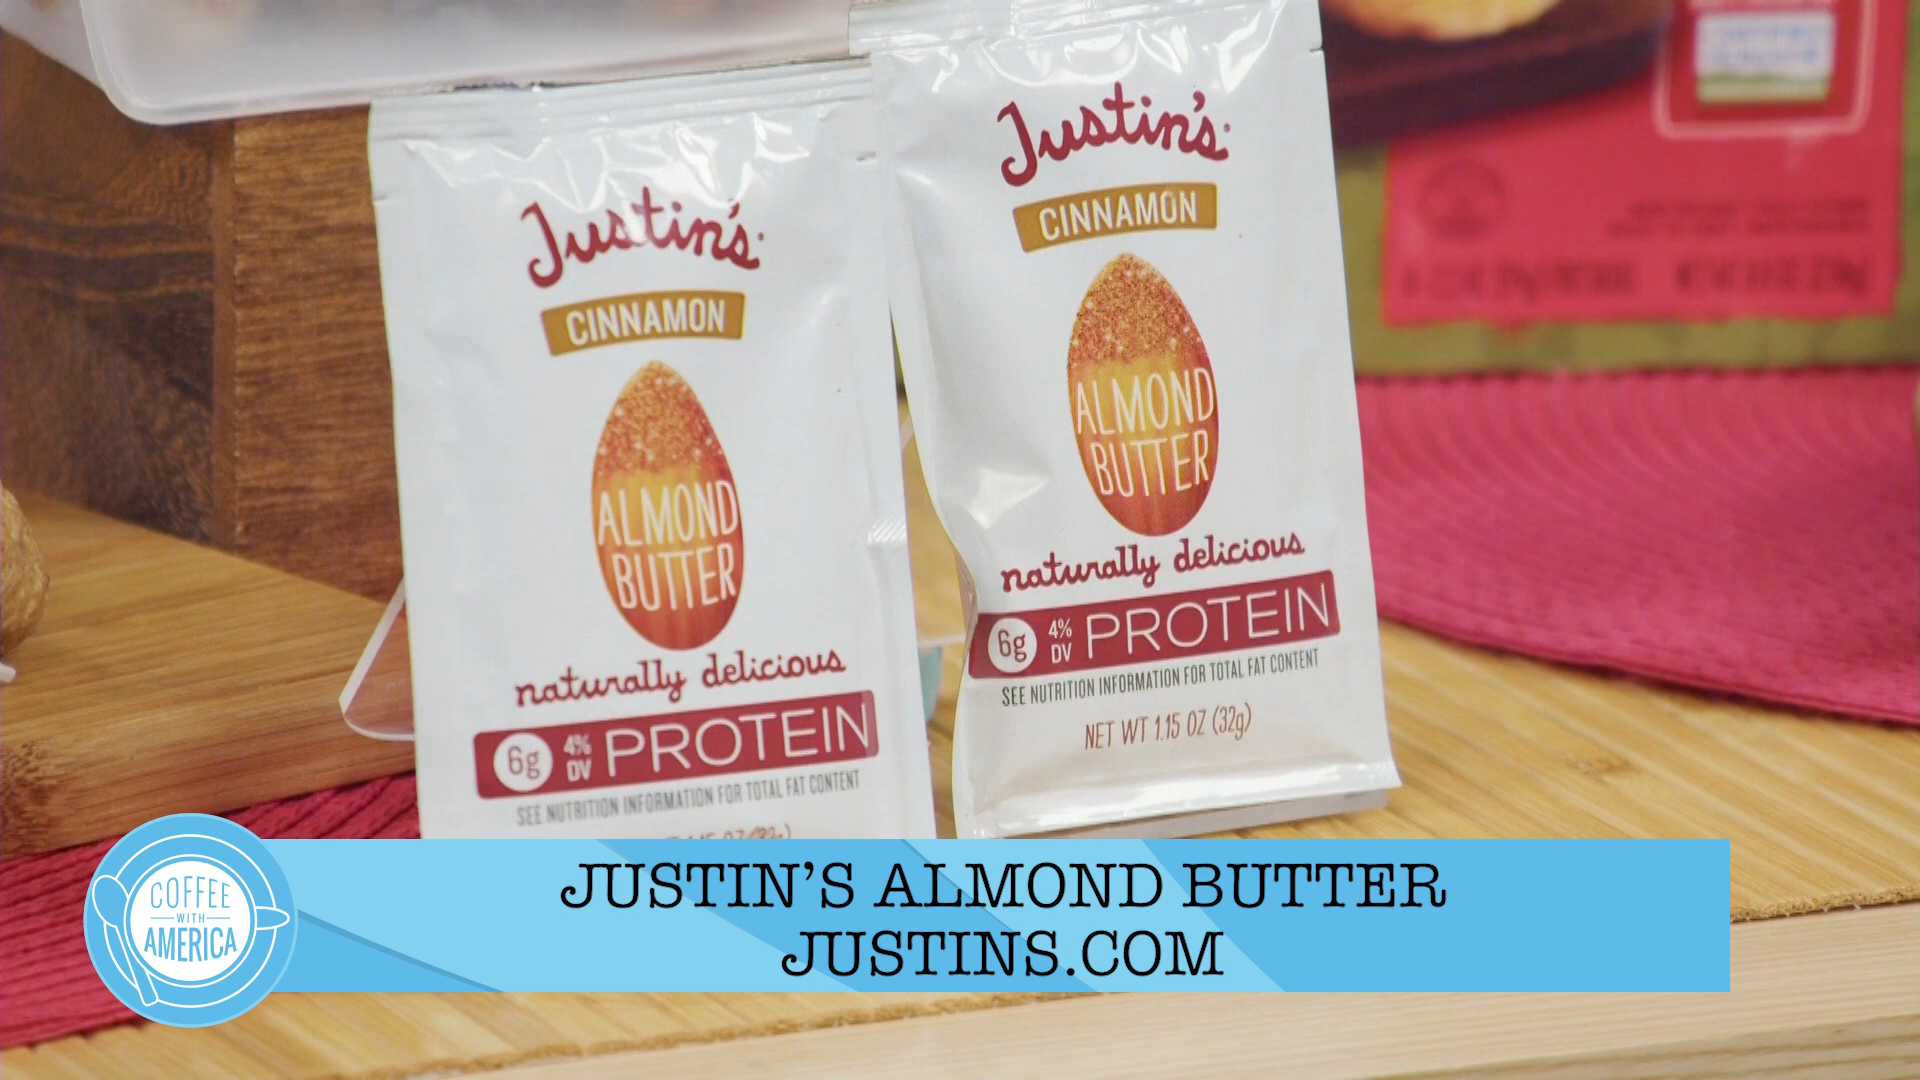 Justin's
CINNAMON
ALMOND
BUTTER
naturally delicious
6g 4% DV PROTEIN
SEE NUTRITION INFORMATION FOR TOTAL FAT CONTENT
Justin's
CINNAMON
ALMOND
BUTTER
naturally delicious
6g 4% DV PROTEIN
SEE NUTRITION INFORMATION FOR TOTAL FAT CONTENT
NET WT 1.15 OZ (32g)
COFFEE
WITH
AMERICA
JUSTIN'S ALMOND BUTTER
JUSTINS.COM